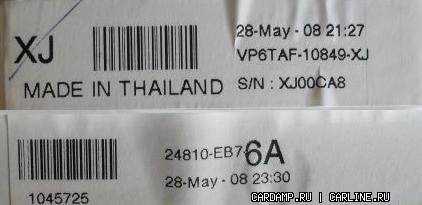 XJ
28-May-08 21:27
VP6TAF-10849-XJ
MADE IN THAILAND
S/N : XJ00CA8
24810-EB7-6A
28-May-08 23:30
1045725
CARDAMP.RU | CARLINE.RU